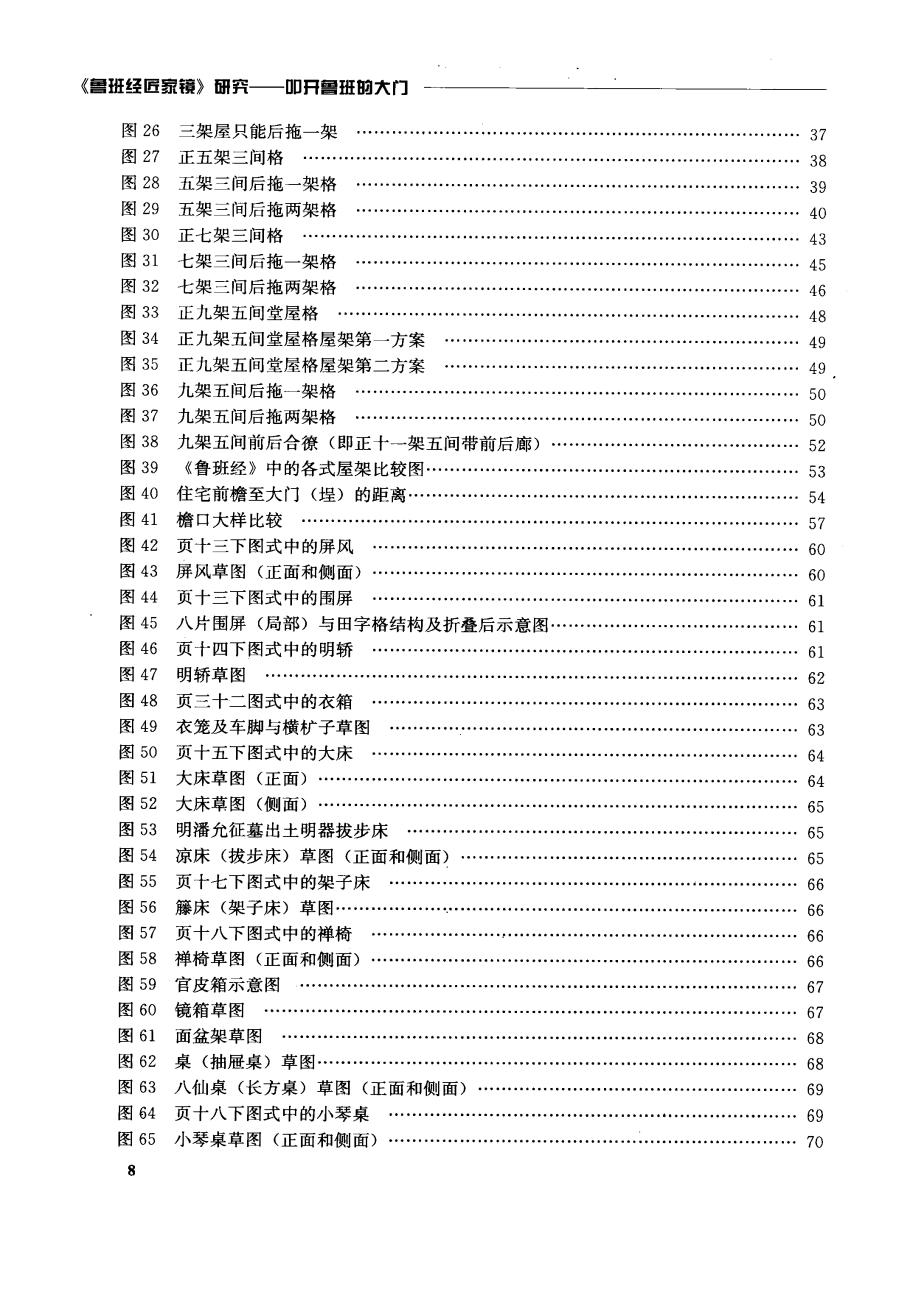 《鲁班经匠家镜》研究——叩开鲁班的大门
图 26 三架屋只能后拖一架 …… 37
图 27 正五架三间格 …… 38
图 28 五架三间后拖一架格 …… 39
图 29 五架三间后拖两架格 …… 40
图 30 正七架三间格 …… 43
图 31 七架三间后拖一架格 …… 45
图 32 七架三间后拖两架格 …… 46
图 33 正九架五间堂屋格 …… 48
图 34 正九架五间堂屋格屋架第一方案 …… 49
图 35 正九架五间堂屋格屋架第二方案 …… 49
图 36 九架五间后拖一架格 …… 50
图 37 九架五间后拖两架格 …… 50
图 38 九架五间前后合僚（即正十一架五间带前后廊） …… 52
图 39 《鲁班经》中的各式屋架比较图 …… 53
图 40 住宅前檐至大门（埕）的距离 …… 54
图 41 檐口大样比较 …… 57
图 42 页十三下图式中的屏风 …… 60
图 43 屏风草图（正面和侧面） …… 60
图 44 页十三下图式中的围屏 …… 61
图 45 八片围屏（局部）与田字格结构及折叠后示意图 …… 61
图 46 页十四下图式中的明轿 …… 61
图 47 明轿草图 …… 62
图 48 页三十二图式中的衣箱 …… 63
图 49 衣笼及车脚与横杧子草图 …… 63
图 50 页十五下图式中的大床 …… 64
图 51 大床草图（正面） …… 64
图 52 大床草图（侧面） …… 65
图 53 明潘允征墓出土明器拔步床 …… 65
图 54 凉床（拔步床）草图（正面和侧面） …… 65
图 55 页十七下图式中的架子床 …… 66
图 56 籐床（架子床）草图 …… 66
图 57 页十八下图式中的禅椅 …… 66
图 58 禅椅草图（正面和侧面） …… 66
图 59 官皮箱示意图 …… 67
图 60 镜箱草图 …… 67
图 61 面盆架草图 …… 68
图 62 桌（抽屉桌）草图 …… 68
图 63 八仙桌（长方桌）草图（正面和侧面） …… 69
图 64 页十八下图式中的小琴桌 …… 69
图 65 小琴桌草图（正面和侧面） …… 70
8